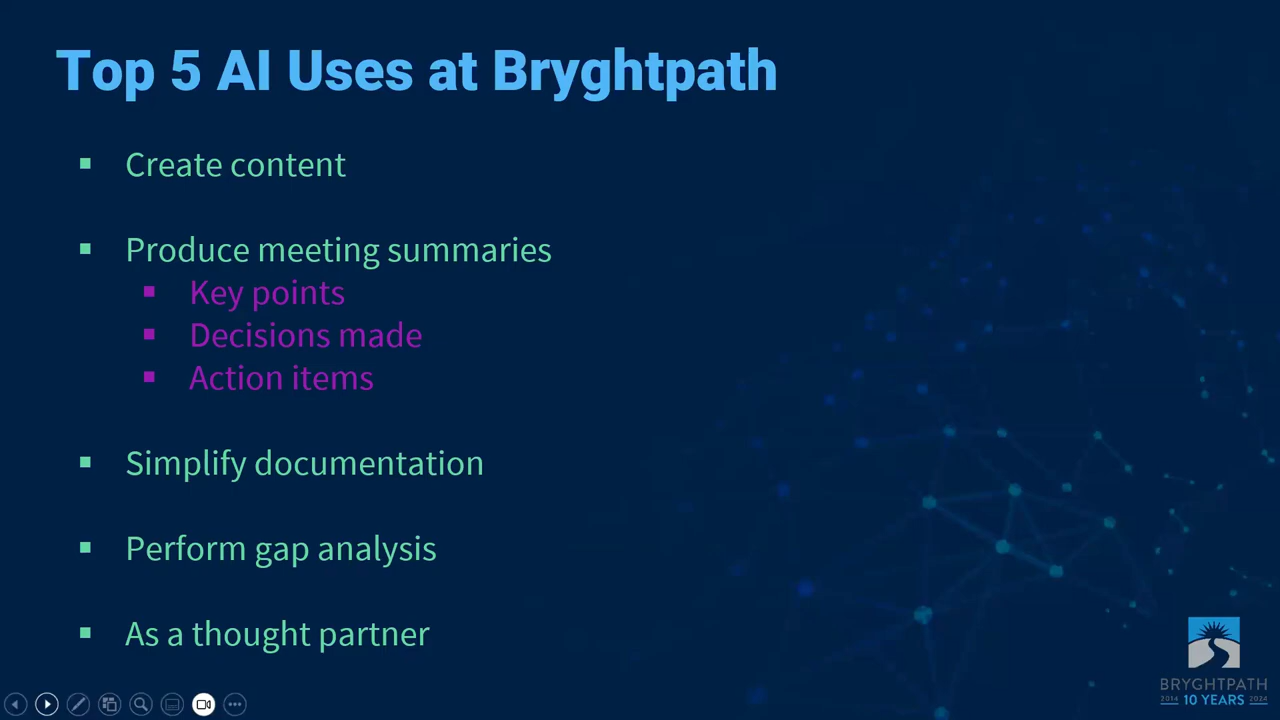 Top 5 AI Uses at Bryghtpath
▪ Create content
▪ Produce meeting summaries
▪ Key points
▪ Decisions made
▪ Action items
▪ Simplify documentation
▪ Perform gap analysis
▪ As a thought partner
BRYGHTPATH
2014 10 YEARS 2024